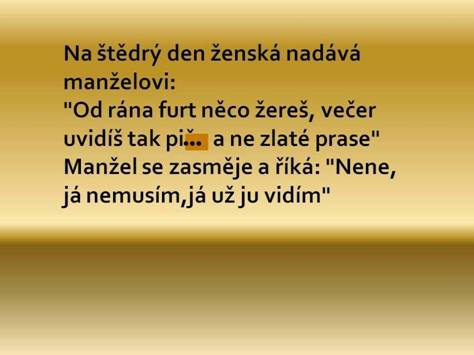 Na štědrý den ženská nadává
manželovi:
"Od rána furt něco žereš, večer
uvidíš tak pi... a ne zlaté prase"
Manžel se zasměje a říká: "Nene,
já nemusím,já už ju vidím"